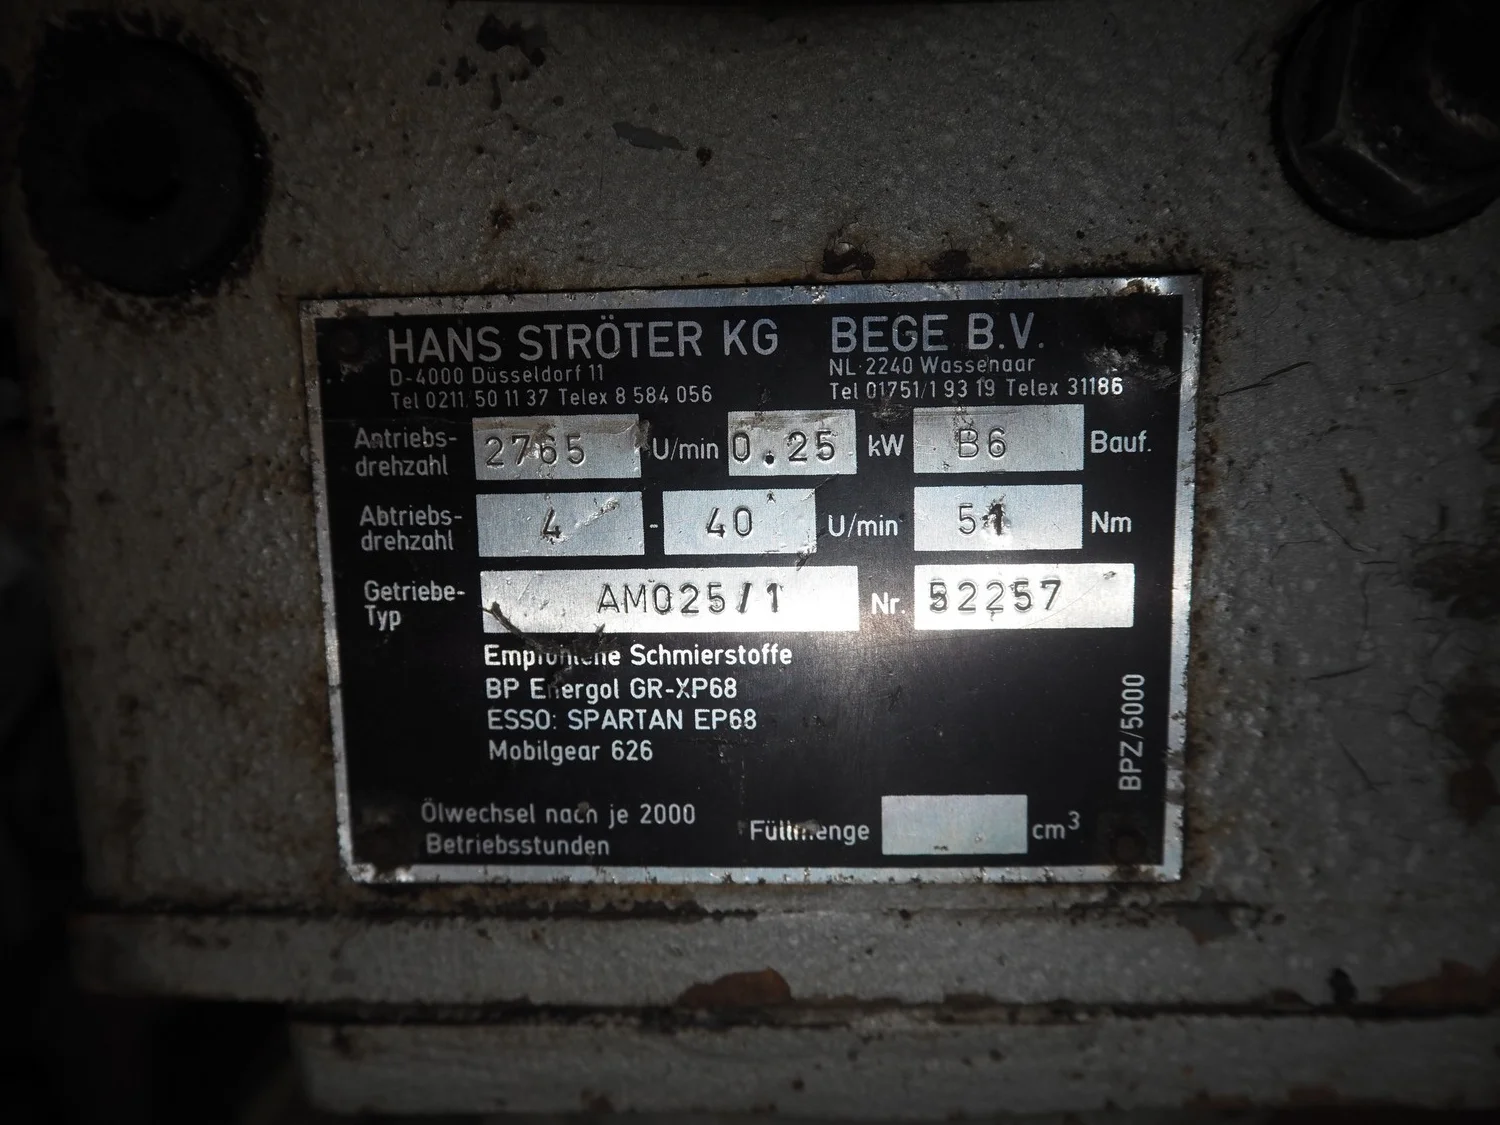 HANS STRÖTER KG BEGE B.V.
D-4000 Düsseldorf 11 NL-2240 Wassenaar
Tel 0211/50 11 37 Telex 8 584 056 Tel 01751/1 93 19 Telex 31186
Antriebs-
drehzahl 2765 U/min 0.25 kW B6 Bauf.
Abtriebs-
drehzahl 4 - 40 U/min 51 Nm
Getriebe-
Typ AM025/1 Nr. 52257
Empfohlene Schmierstoffe
BP Energol GR-XP68
ESSO: SPARTAN EP68
Mobilgear 626
BPZ/5000
Ölwechsel nach je 2000
Betriebsstunden
Füllmenge cm³